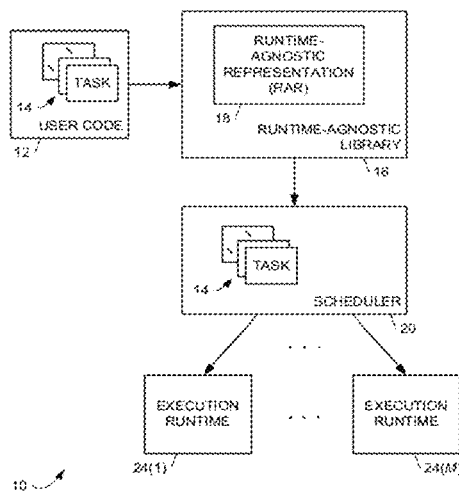 TASK
14
USER CODE
12
RUNTIME-
AGNOSTIC
REPRESENTATION
(RAR)
18
RUNTIME-AGNOSTIC
LIBRARY
16
TASK
14
SCHEDULER
20
. . .
EXECUTION
RUNTIME
. . .
EXECUTION
RUNTIME
24(1)
24(M)
10